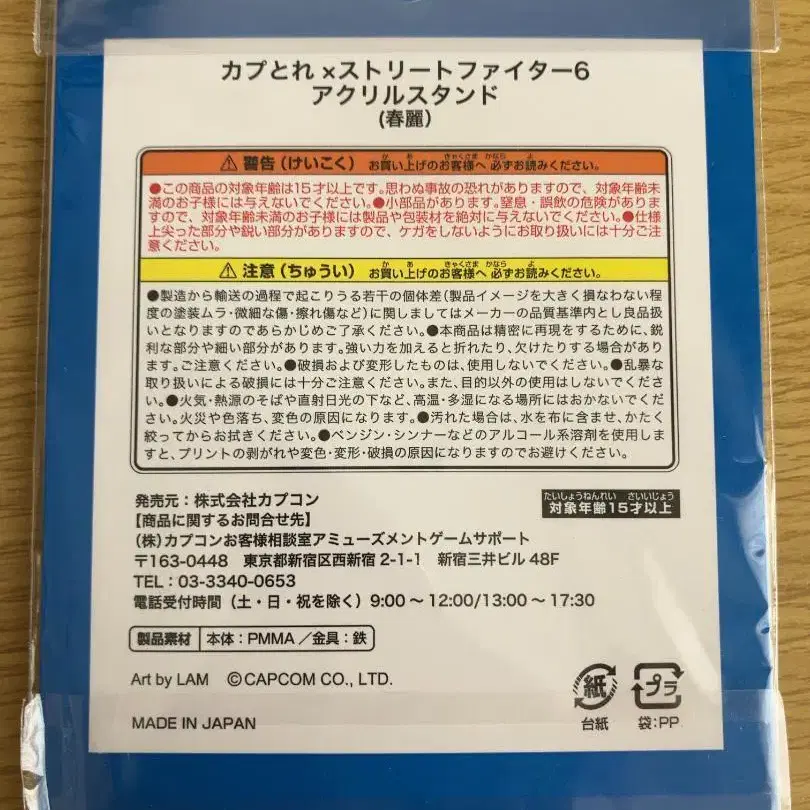 カプとれ×ストリートファイター6
アクリルスタンド
(春麗)
⚠警告(けいこく) お買い上げのお客様へ 必ずお読みください。
●この商品の対象年齢は15才以上です。思わぬ事故の恐れがありますので、対象年齢未
満のお子様には与えないでください。●小部品があります。窒息・誤飲の危険がありま
すので、対象年齢未満のお子様には製品や包装材を絶対に与えないでください。●仕様
上尖った部分や鋭い部分がありますので、ケガをしないようにお取り扱いには十分ご注
意ください。
⚠注意(ちゅうい) お買い上げのお客様へ 必ずお読みください。
●製造から輸送の過程で起こりうる若干の個体差(製品イメージを大きく損なわない程
度の塗装ムラ・微細な傷・擦れ傷など)に関しましてはメーカーの品質基準内とし良品扱
いとなりますのであらかじめご了承ください。●本商品は精密に再現をするために、鋭
利な部分や細い部分があります。強い力を加えると折れたり、欠けたりする場合があり
ます。ご注意ください。●破損および変形したものは、使用しないでください。●乱暴な
取り扱いによる破損には十分ご注意ください。また、目的以外の使用はしないでくださ
い。●火気・熱源のそばや直射日光の下など、高温・多湿になる場所にはおかないでくだ
さい。火災や色落ち、変色の原因になります。●汚れた場合は、水を布に含ませ、かたく
絞ってからお拭きください。●ベンジン・シンナーなどのアルコール系溶剤を使用しま
すと、プリントの剥がれや変色・変形・破損の原因になりますのでお避けください。
発売元:株式会社カプコン
【商品に関するお問合せ先】
(株)カプコンお客様相談室アミューズメントゲームサポート
〒163-0448 東京都新宿区西新宿 2-1-1 新宿三井ビル 48F
TEL:03-3340-0653
電話受付時間(土・日・祝を除く)9:00~12:00/13:00~17:30
たいしょうねんれい さいいじょう
対象年齢15才以上
製品素材 本体:PMMA/金具:鉄
Art by LAM ©CAPCOM CO., LTD.
MADE IN JAPAN
紙
台紙
プラ
袋:PP